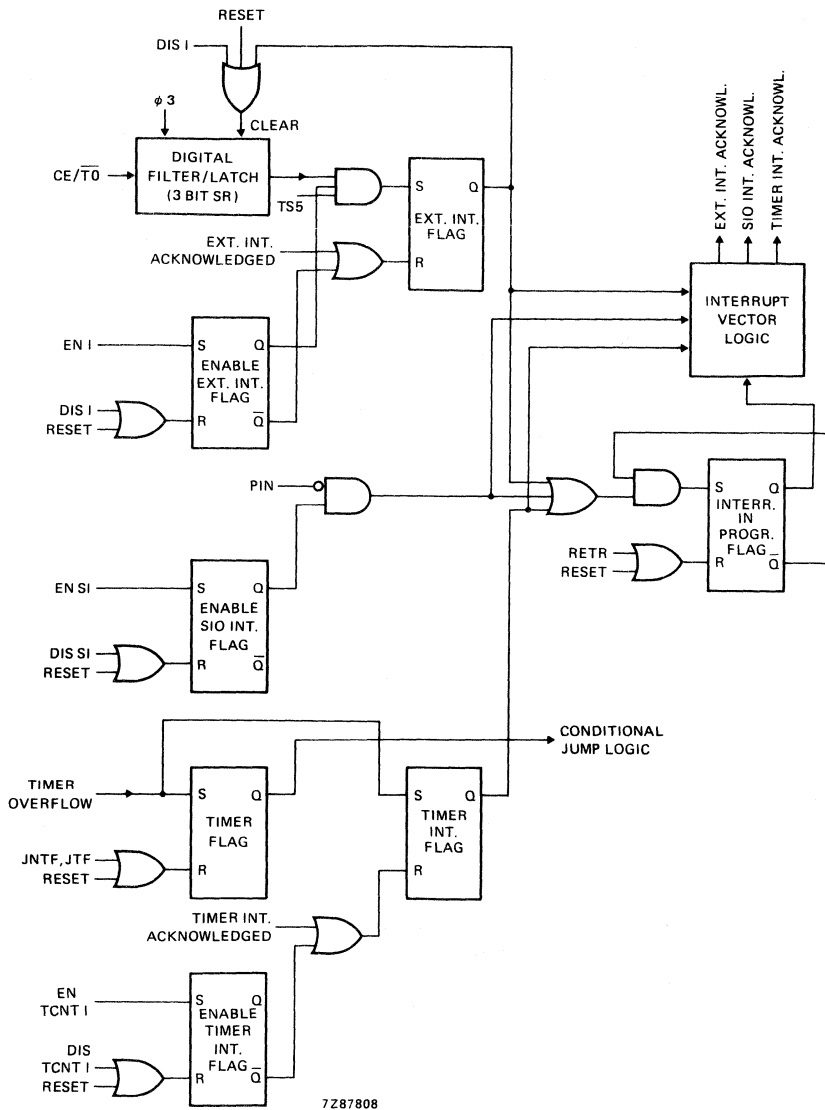 RESET
DIS I
φ3
CLEAR
CE/T̅0̅
DIGITAL
FILTER/LATCH
(3 BIT SR)
TS5
S
Q
EXT. INT.
FLAG
R
EXT. INT.
ACKNOWLEDGED
EXT. INT. ACKNOWL.
SIO INT. ACKNOWL.
TIMER INT. ACKNOWL.
INTERRUPT
VECTOR
LOGIC
EN I
S
Q
ENABLE
EXT. INT.
FLAG
R
Q̅
DIS I
RESET
PIN
S
Q
INTERR.
IN
PROGR.
FLAG
R
Q̅
RETR
RESET
EN SI
S
Q
ENABLE
SIO INT.
FLAG
R
Q̅
DIS SI
RESET
CONDITIONAL
JUMP LOGIC
TIMER
OVERFLOW
S
Q
TIMER
FLAG
R
JNTF, JTF
RESET
S
Q
TIMER
INT.
FLAG
R
TIMER INT.
ACKNOWLEDGED
EN
TCNT I
S
Q
ENABLE
TIMER
INT.
FLAG
R
Q̅
DIS
TCNT I
RESET
7Z87808